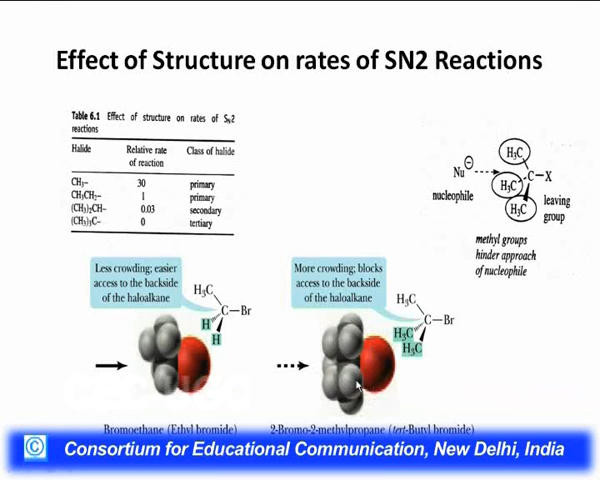 Effect of Structure on rates of SN2 Reactions
Table 6.1 Effect of structure on rates of SN2
reactions
Halide Relative rate Class of halide
of reaction
CH3– 30 primary
CH3CH2– 1 primary
(CH3)2CH– 0.03 secondary
(CH3)3C– 0 tertiary
H3C
Nu ⊖ C–X
H3C
nucleophile H3C leaving
group
methyl groups
hinder approach
of nucleophile
Less crowding; easier
access to the backside
of the haloalkane
H3C
C–Br
H
H
More crowding; blocks
access to the backside
of the haloalkane
H3C
C–Br
H3C
H3C
Bromoethane (Ethyl bromide)
2-Bromo-2-methylpropane (tert-Butyl bromide)
© Consortium for Educational Communication, New Delhi, India